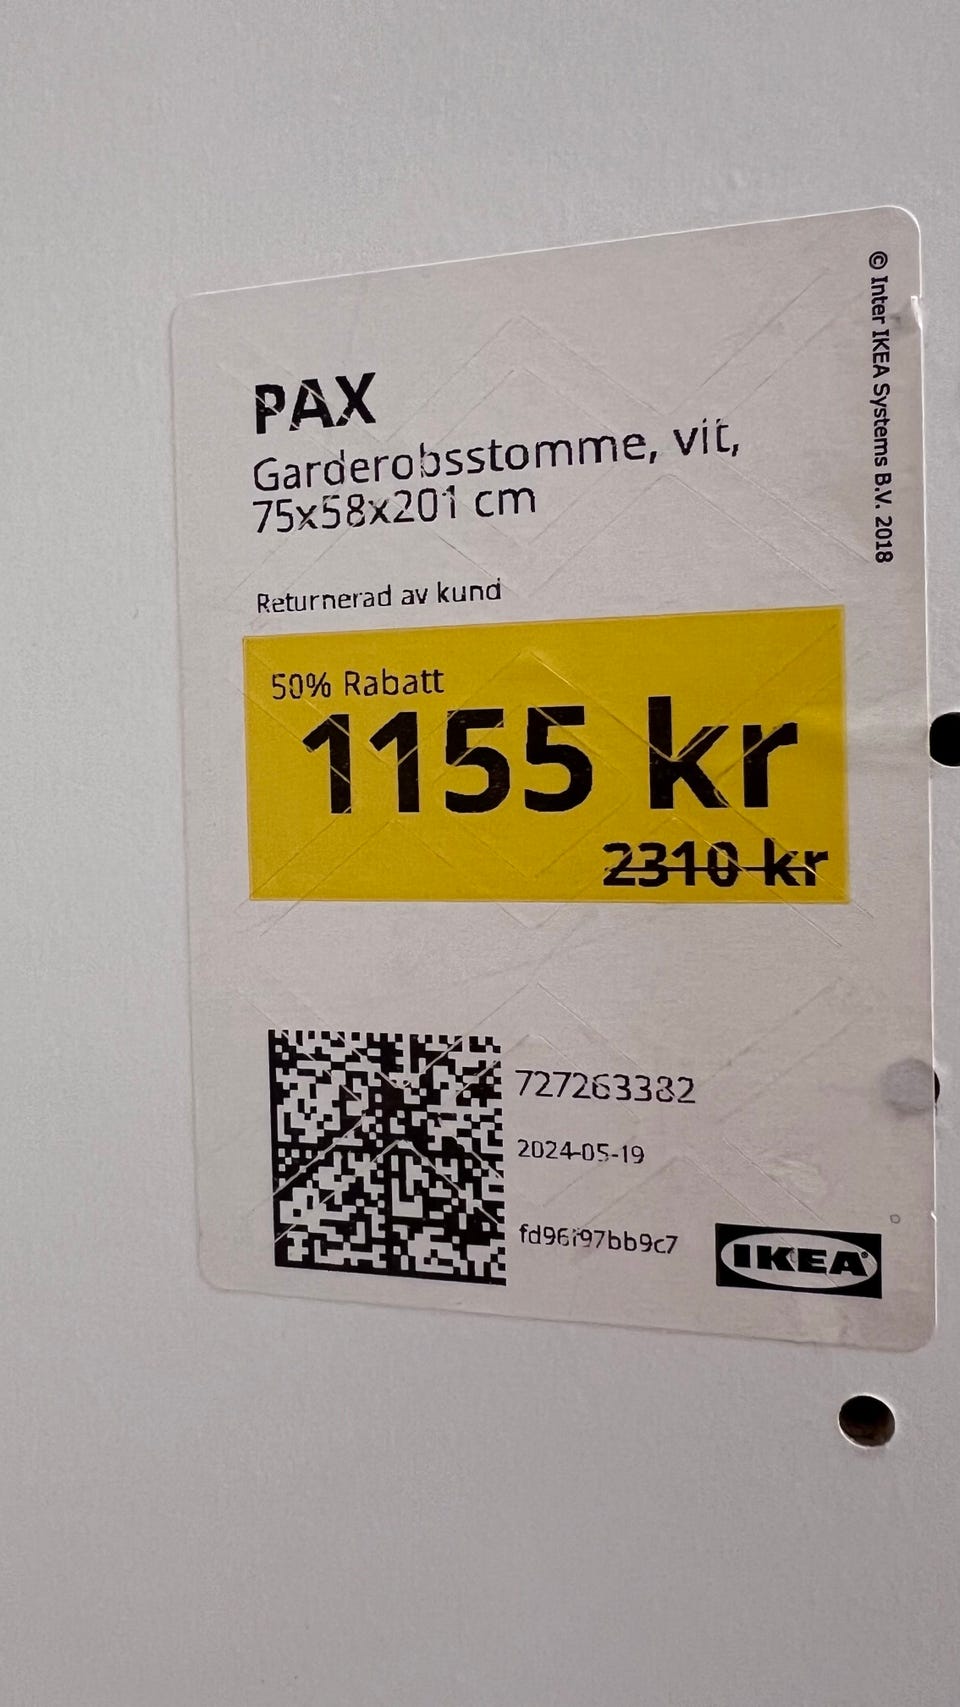 © Inter IKEA Systems B.V. 2018
PAX
Garderobsstomme, vit,
75x58x201 cm
Returnerad av kund
50% Rabatt
1155 kr
2310 kr
727263382
2024-05-19
IKEA